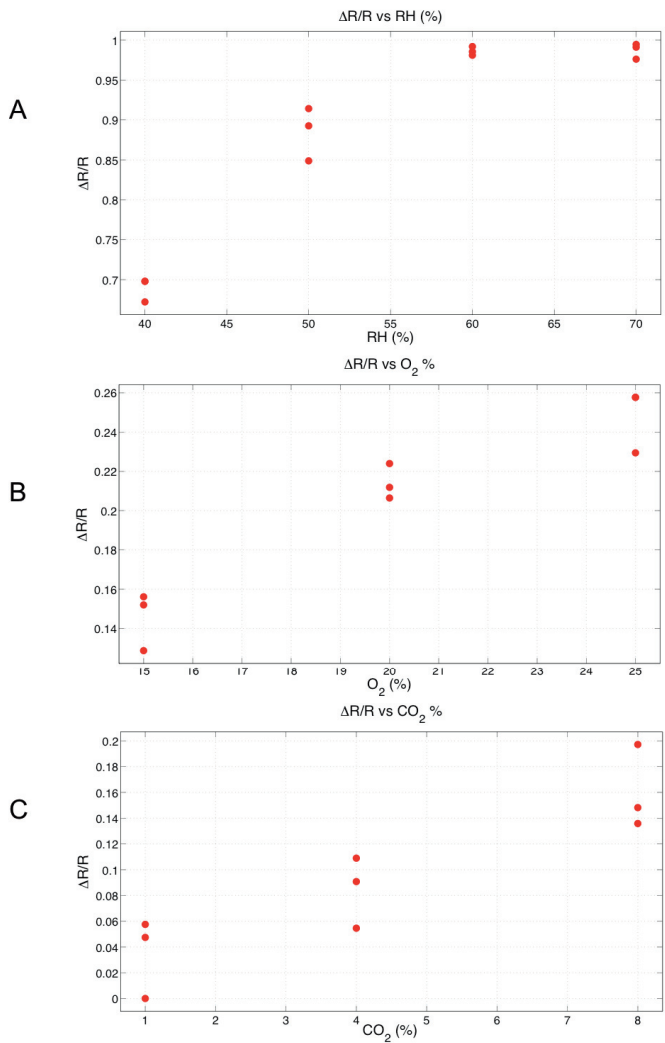 ΔR/R vs RH (%)
A
ΔR/R
1
0.95
0.9
0.85
0.8
0.75
0.7
40 45 50 55 60 65 70
RH (%)
ΔR/R vs O2 %
B
ΔR/R
0.26
0.24
0.22
0.2
0.18
0.16
0.14
15 16 17 18 19 20 21 22 23 24 25
O2 (%)
ΔR/R vs CO2 %
C
ΔR/R
0.2
0.18
0.16
0.14
0.12
0.1
0.08
0.06
0.04
0.02
0
1 2 3 4 5 6 7 8
CO2 (%)